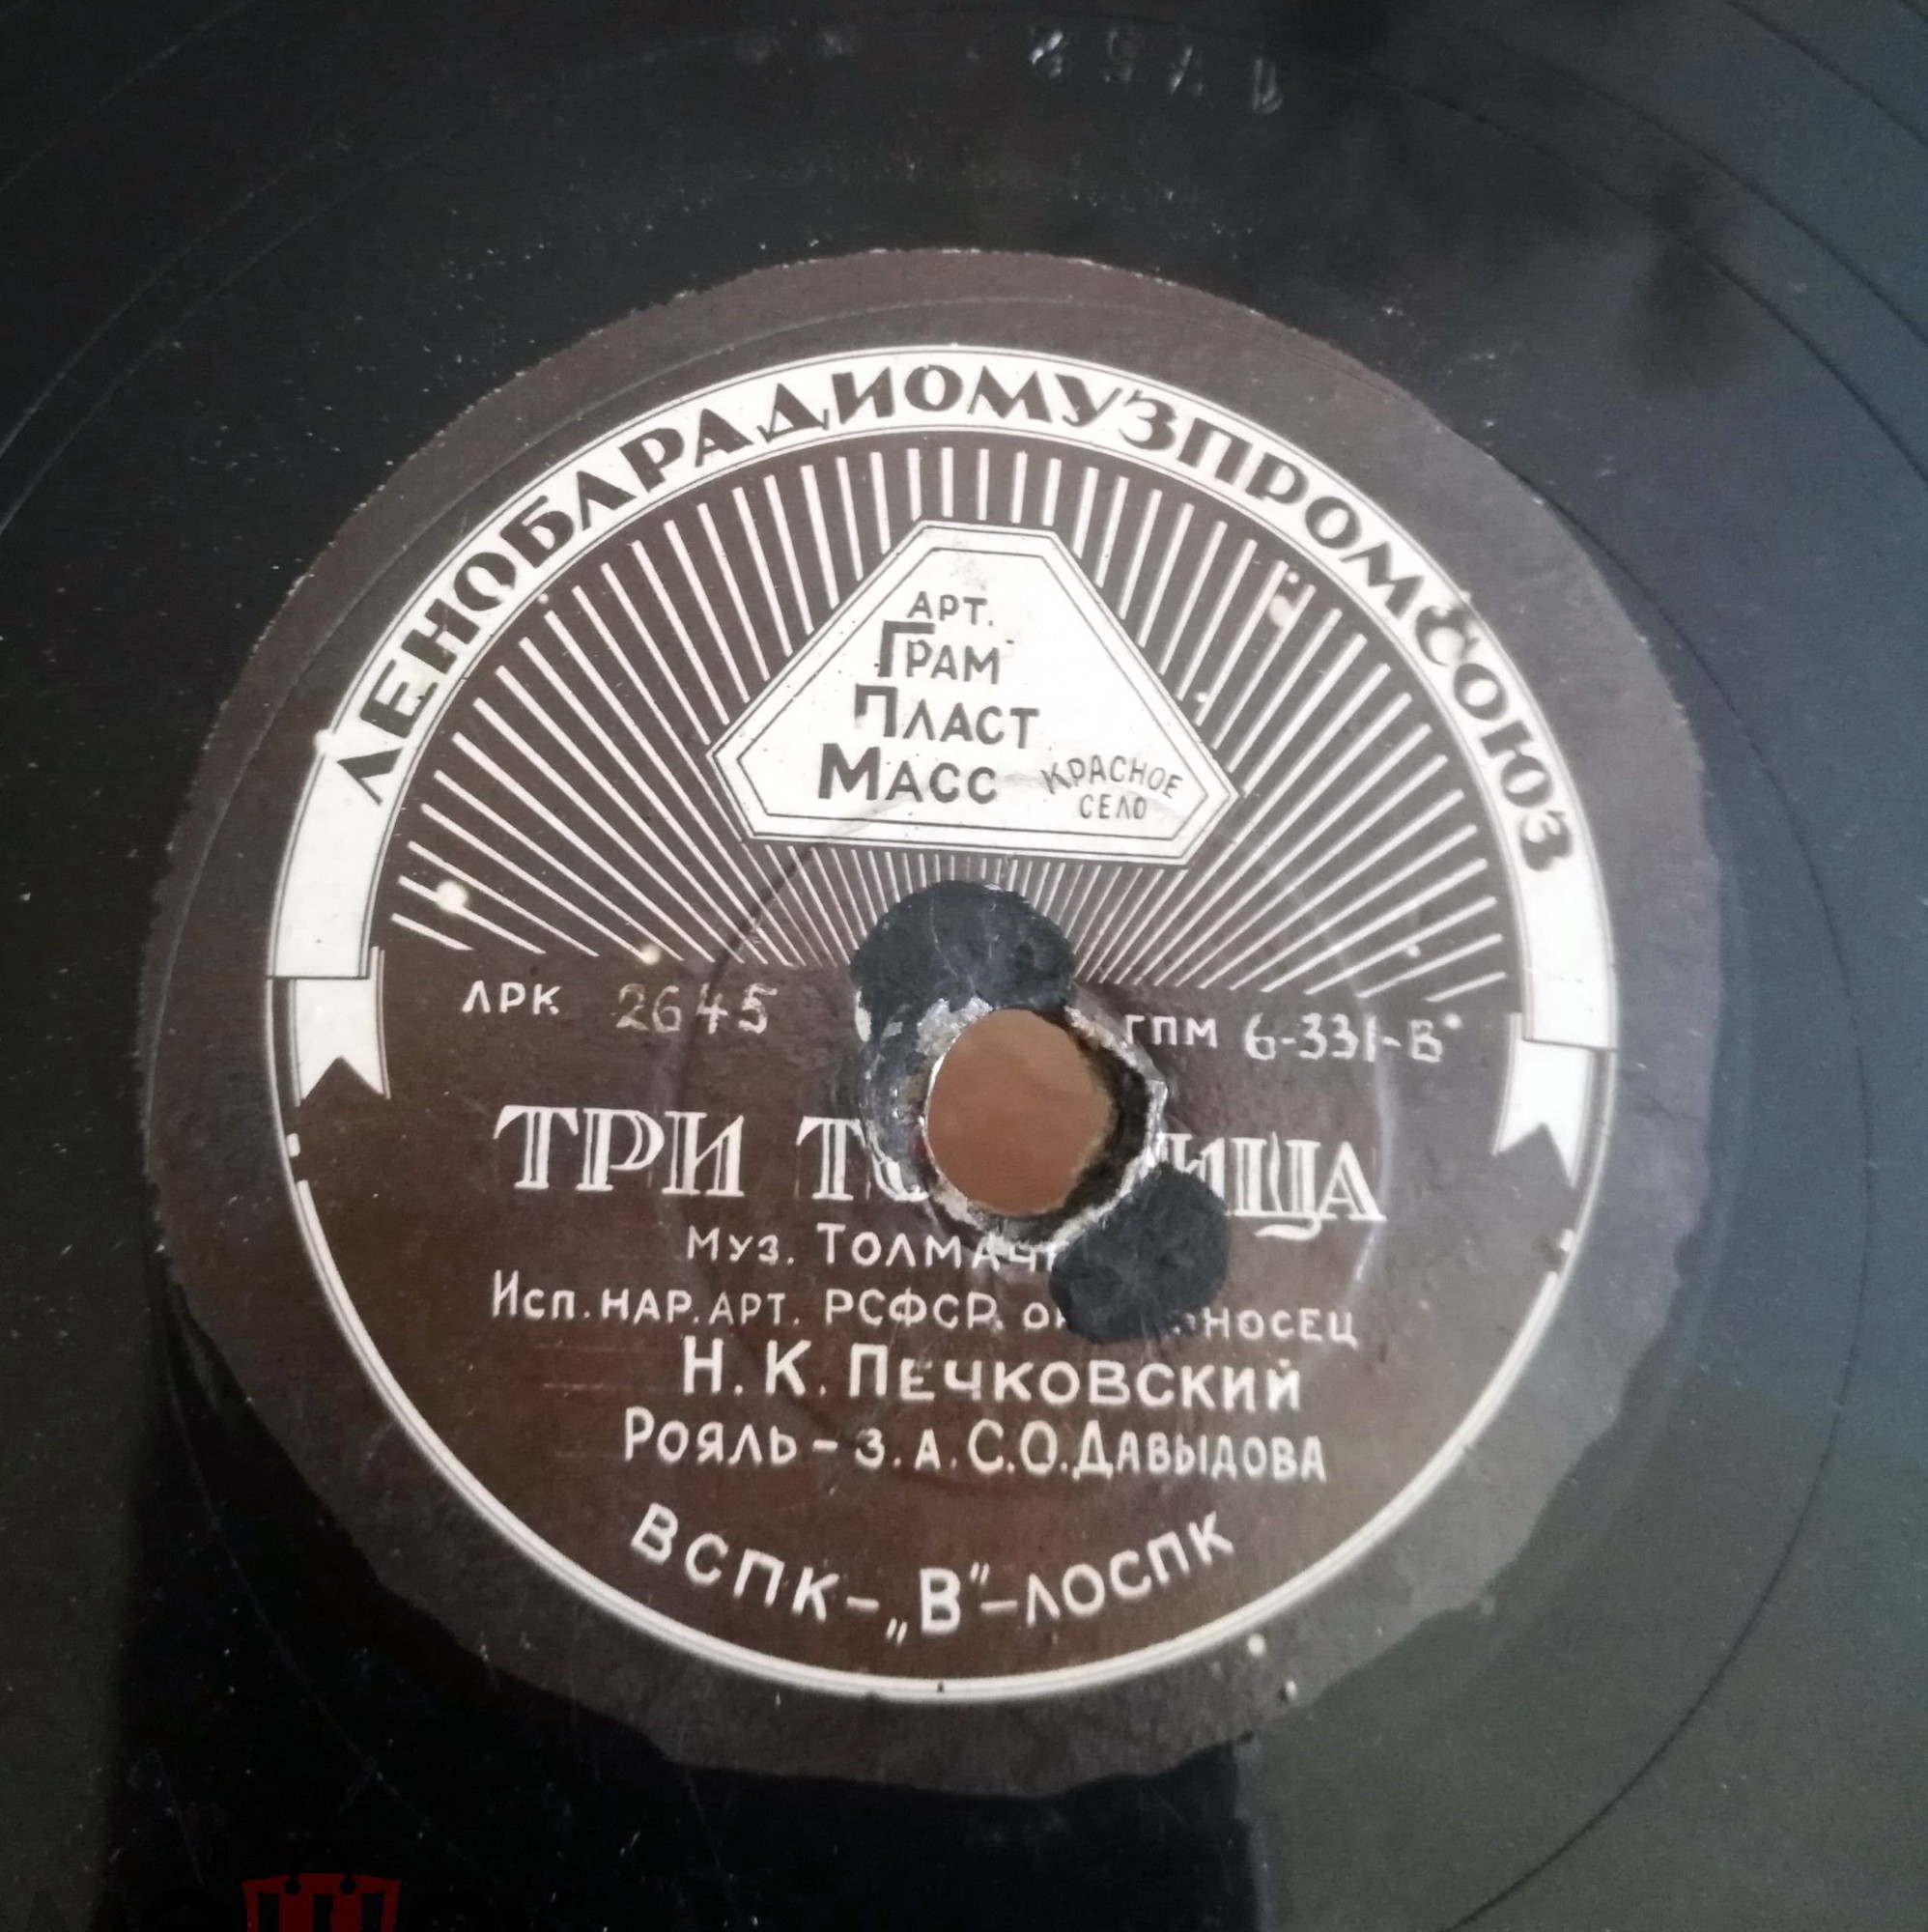 ЛЕНОБЛРАДИОМУЗПРОМСОЮЗ
АРТ.
ГРАМ
ПЛАСТ
МАСС
КРАСНОЕ
СЕЛО
ЛРК 2645
ГПМ 6-331-В
ТРИ
Муз.
Исп. НАР. АРТ. РСФСР.
Н. К. ПЕЧКОВСКИЙ
Рояль - З. А. С. О. ДАВЫДОВА
ВСПК-„В"-ЛОСПК